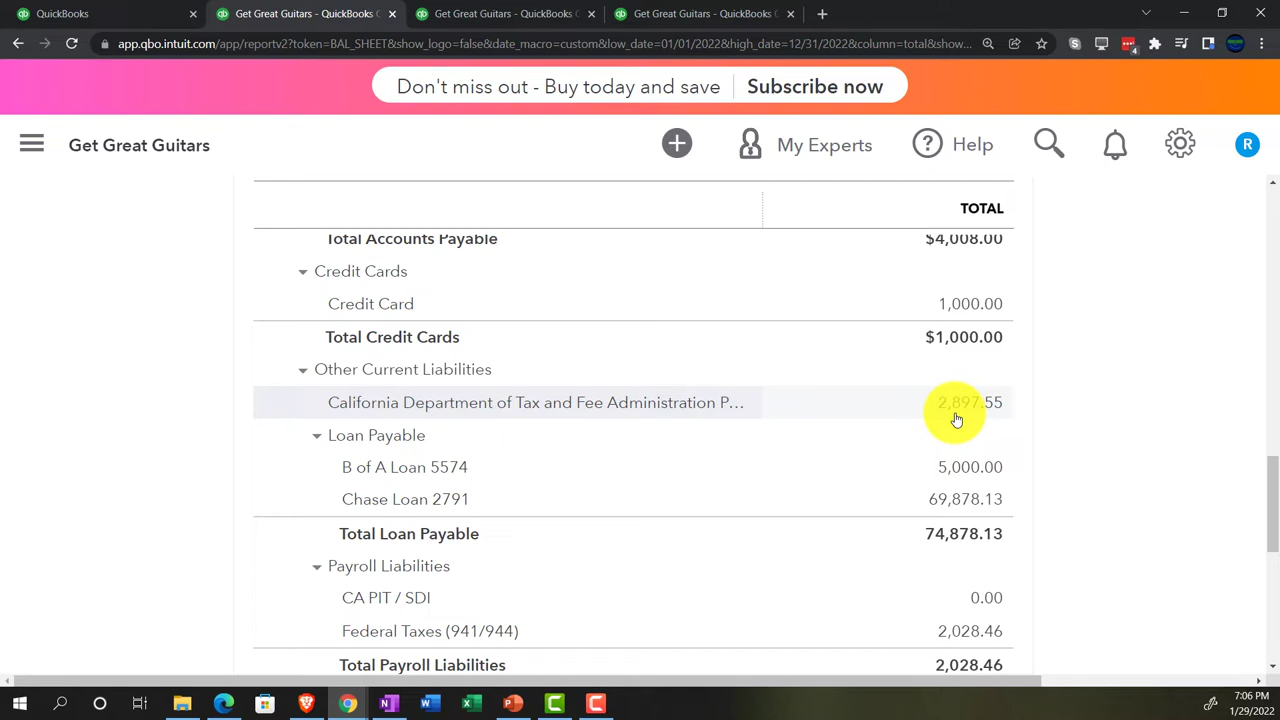 QuickBooks
Get Great Guitars - QuickBooks O
Get Great Guitars - QuickBooks O
Get Great Guitars - QuickBooks O
app.qbo.intuit.com/app/reportv2?token=BAL_SHEET&show_logo=false&date_macro=custom&low_date=01/01/2022&high_date=12/31/2022&column=total&show...
4
Don't miss out - Buy today and save
Subscribe now
Get Great Guitars
My Experts
Help
R
TOTAL
Total Accounts Payable $4,008.00
Credit Cards
Credit Card 1,000.00
Total Credit Cards $1,000.00
Other Current Liabilities
California Department of Tax and Fee Administration P... 2,897.55
Loan Payable
B of A Loan 5574 5,000.00
Chase Loan 2791 69,878.13
Total Loan Payable 74,878.13
Payroll Liabilities
CA PIT / SDI 0.00
Federal Taxes (941/944) 2,028.46
Total Payroll Liabilities 2,028.46
7:06 PM
1/29/2022